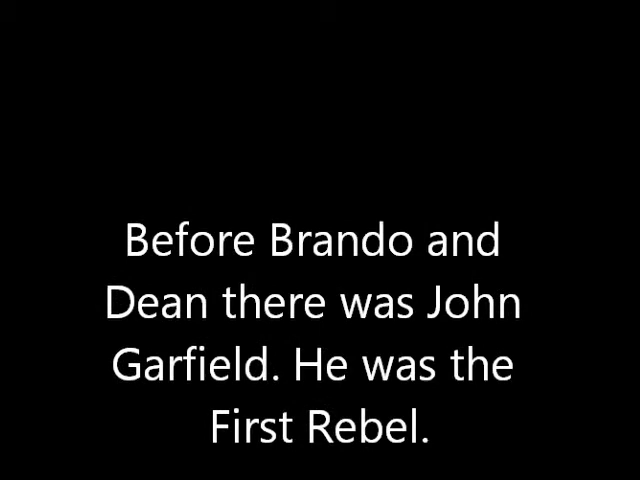 Before Brando and
Dean there was John
Garfield. He was the
First Rebel.